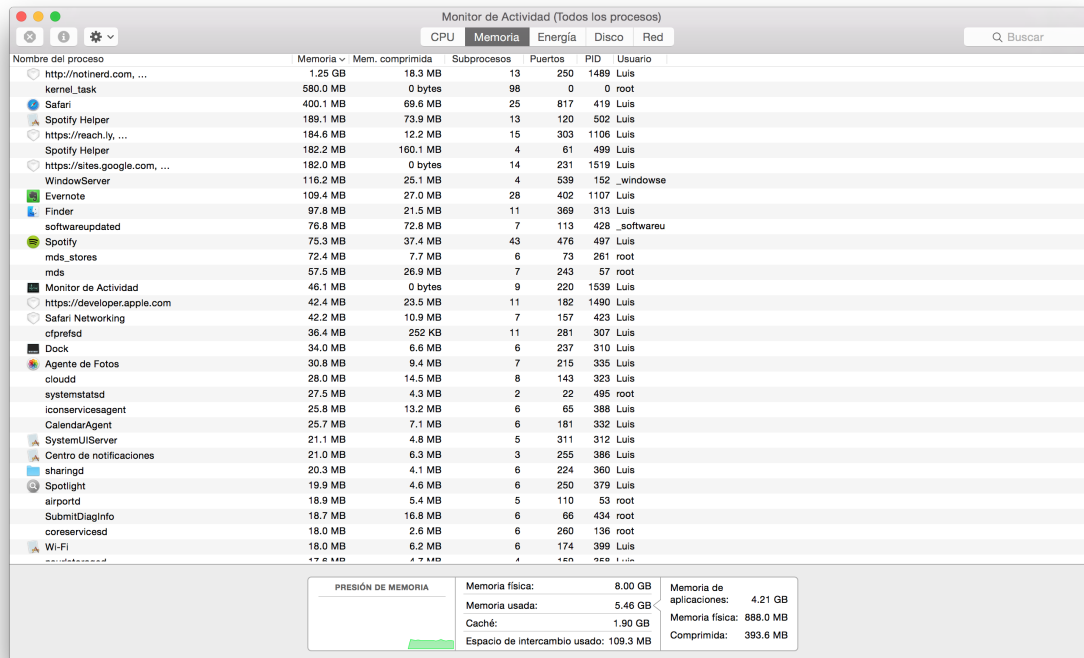 Monitor de Actividad (Todos los procesos)
CPU Memoria Energía Disco Red Buscar
Nombre del proceso Memoria Mem. comprimida Subprocesos Puertos PID Usuario
http://notinerd.com, ... 1.25 GB 18.3 MB 13 250 1489 Luis
kernel_task 580.0 MB 0 bytes 98 0 0 root
Safari 400.1 MB 69.6 MB 25 817 419 Luis
Spotify Helper 189.1 MB 73.9 MB 13 120 502 Luis
https://reach.ly, ... 184.6 MB 12.2 MB 15 303 1106 Luis
Spotify Helper 182.2 MB 160.1 MB 4 61 499 Luis
https://sites.google.com, ... 182.0 MB 0 bytes 14 231 1519 Luis
WindowServer 116.2 MB 25.1 MB 4 539 152 _windowse
Evernote 109.4 MB 27.0 MB 28 402 1107 Luis
Finder 97.8 MB 21.5 MB 11 369 313 Luis
softwareupdated 76.8 MB 72.8 MB 7 113 428 _softwareu
Spotify 75.3 MB 37.4 MB 43 476 497 Luis
mds_stores 72.4 MB 7.7 MB 6 73 261 root
mds 57.5 MB 26.9 MB 7 243 57 root
Monitor de Actividad 46.1 MB 0 bytes 9 220 1539 Luis
https://developer.apple.com 42.4 MB 23.5 MB 11 182 1490 Luis
Safari Networking 42.2 MB 10.9 MB 7 157 423 Luis
cfprefsd 36.4 MB 252 KB 11 281 307 Luis
Dock 34.0 MB 6.6 MB 6 237 310 Luis
Agente de Fotos 30.8 MB 9.4 MB 7 215 335 Luis
cloudd 28.0 MB 14.5 MB 8 143 323 Luis
systemstatsd 27.5 MB 4.3 MB 2 22 495 root
iconservicesagent 25.8 MB 13.2 MB 6 65 388 Luis
CalendarAgent 25.7 MB 7.1 MB 6 181 332 Luis
SystemUIServer 21.1 MB 4.8 MB 5 311 312 Luis
Centro de notificaciones 21.0 MB 6.3 MB 3 255 386 Luis
sharingd 20.3 MB 4.1 MB 6 224 360 Luis
Spotlight 19.9 MB 4.6 MB 6 250 379 Luis
airportd 18.9 MB 5.4 MB 5 110 53 root
SubmitDiagInfo 18.7 MB 16.8 MB 6 66 434 root
coreservicesd 18.0 MB 2.6 MB 6 260 136 root
Wi-Fi 18.0 MB 6.2 MB 6 174 399 Luis
PRESIÓN DE MEMORIA
Memoria física: 8.00 GB
Memoria usada: 5.46 GB
Caché: 1.90 GB
Espacio de intercambio usado: 109.3 MB
Memoria de
aplicaciones: 4.21 GB
Memoria física: 888.0 MB
Comprimida: 393.6 MB